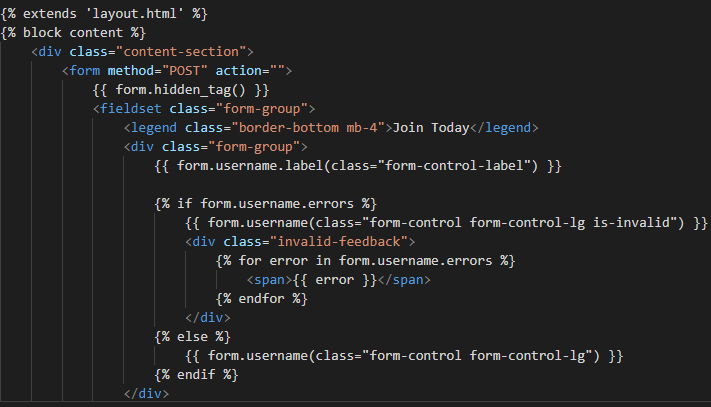 {% extends 'layout.html' %}
{% block content %}
    <div class="content-section">
        <form method="POST" action="">
            {{ form.hidden_tag() }}
            <fieldset class="form-group">
                <legend class="border-bottom mb-4">Join Today</legend>
                <div class="form-group">
                    {{ form.username.label(class="form-control-label") }}

                    {% if form.username.errors %}
                        {{ form.username(class="form-control form-control-lg is-invalid") }}
                        <div class="invalid-feedback">
                            {% for error in form.username.errors %}
                                <span>{{ error }}</span>
                            {% endfor %}
                        </div>
                    {% else %}
                        {{ form.username(class="form-control form-control-lg") }}
                    {% endif %}
                </div>